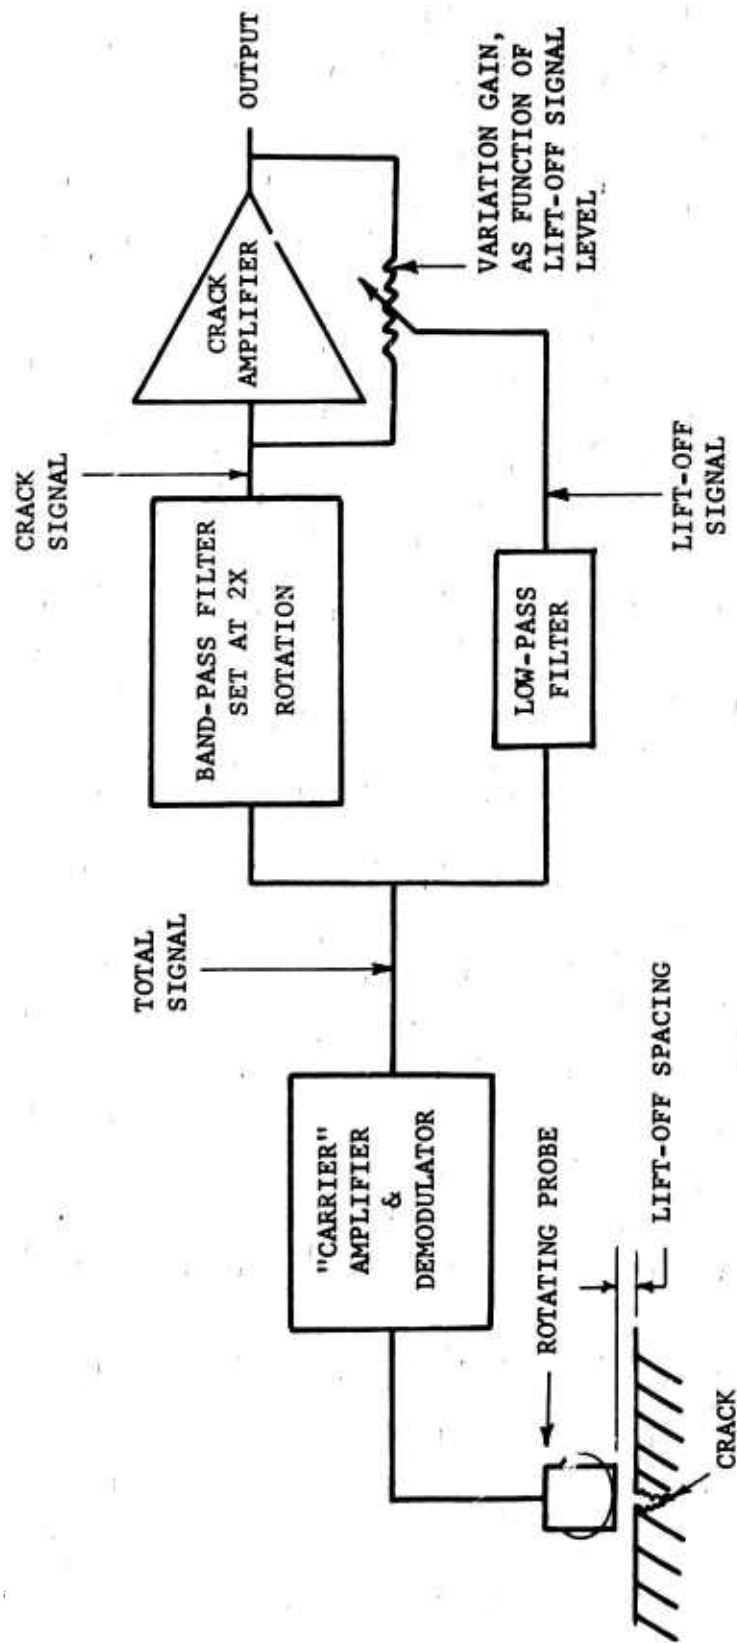 CRACK
SIGNAL
TOTAL
SIGNAL
BAND-PASS FILTER
SET AT 2X
ROTATION
CRACK
AMPLIFIER
OUTPUT
"CARRIER"
AMPLIFIER
&
DEMODULATOR
VARIATION GAIN,
AS FUNCTION OF
LIFT-OFF SIGNAL
LEVEL
LOW-PASS
FILTER
LIFT-OFF
SIGNAL
ROTATING PROBE
LIFT-OFF SPACING
CRACK